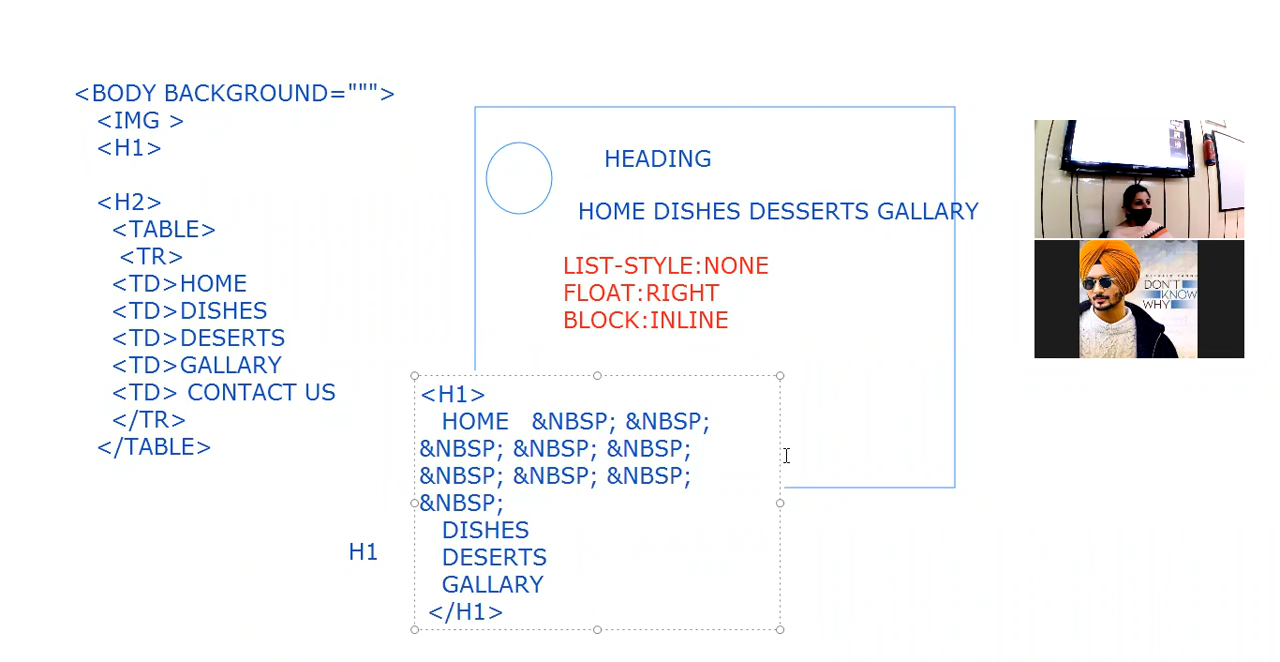 <BODY BACKGROUND=""">
<IMG >
<H1>
<H2>
<TABLE>
<TR>
<TD>HOME
<TD>DISHES
<TD>DESERTS
<TD>GALLARY
<TD> CONTACT US
</TR>
</TABLE>
HEADING
HOME DISHES DESSERTS GALLARY
LIST-STYLE:NONE
FLOAT:RIGHT
BLOCK:INLINE
H1
<H1>
HOME &NBSP; &NBSP;
&NBSP; &NBSP; &NBSP;
&NBSP; &NBSP; &NBSP;
&NBSP;
DISHES
DESERTS
GALLARY
</H1>
DON'T
KNOW
WHY